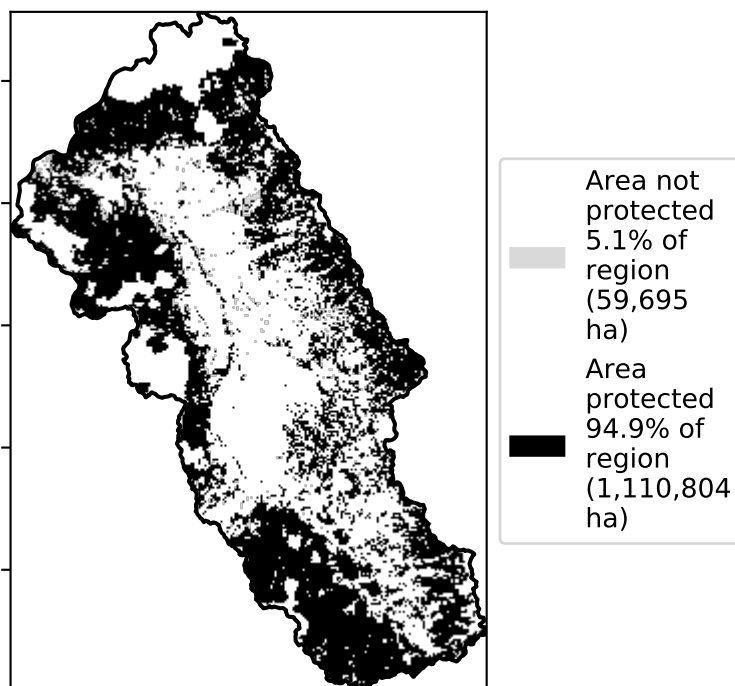 Area not
protected
5.1% of
region
(59,695
ha)
Area
protected
94.9% of
region
(1,110,804
ha)